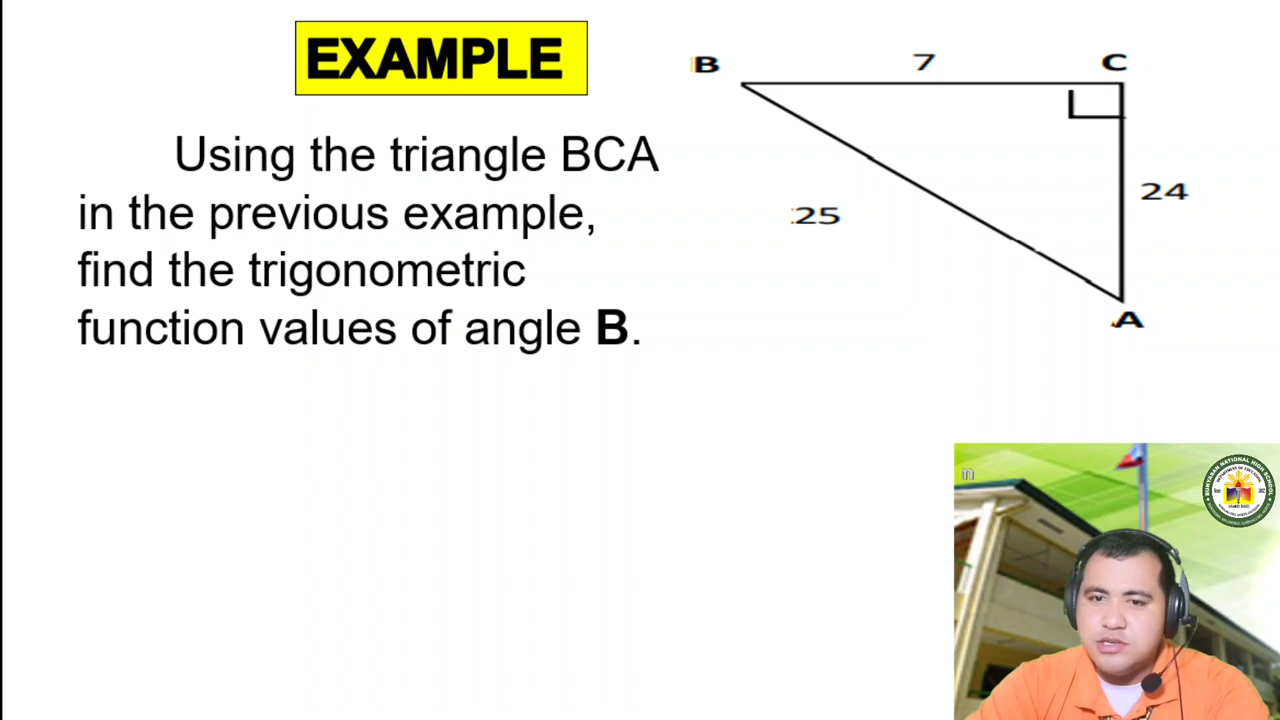 EXAMPLE
Using the triangle BCA
in the previous example,
find the trigonometric
function values of angle B.
B 7 C
25
24
A